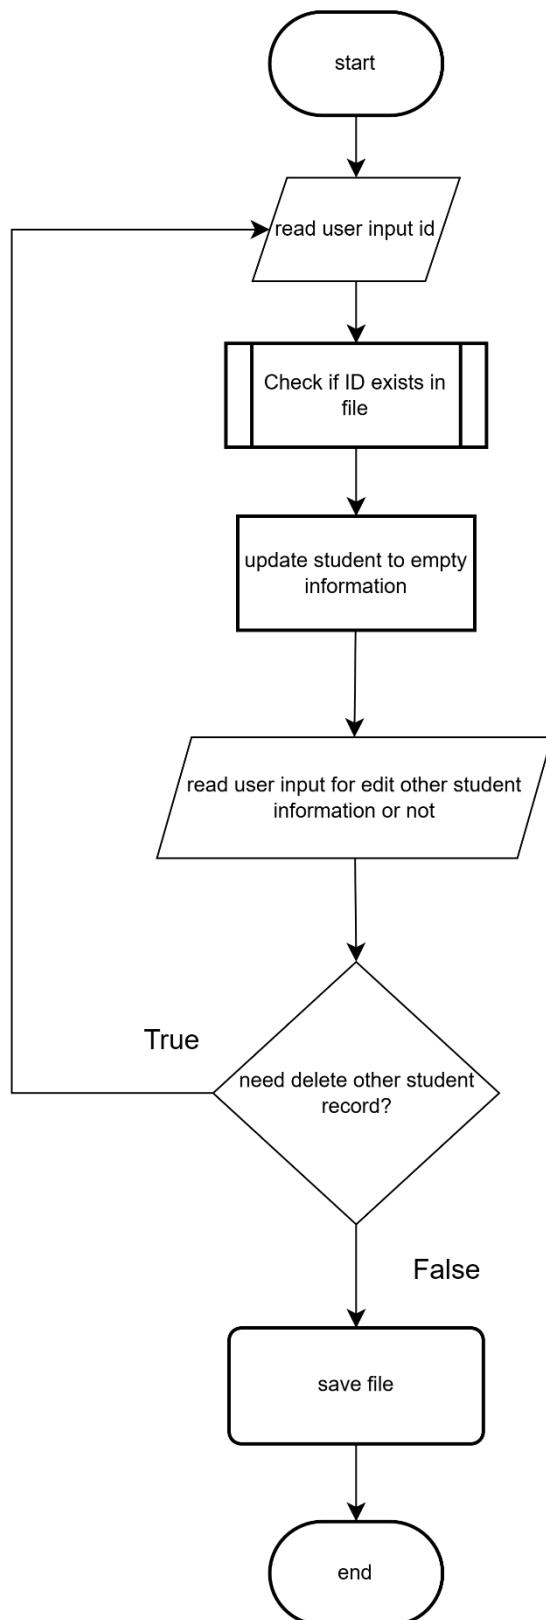 start
read user input id
Check if ID exists in
file
update student to empty
information
read user input for edit other student
information or not
True
need delete other student
record?
False
save file
end